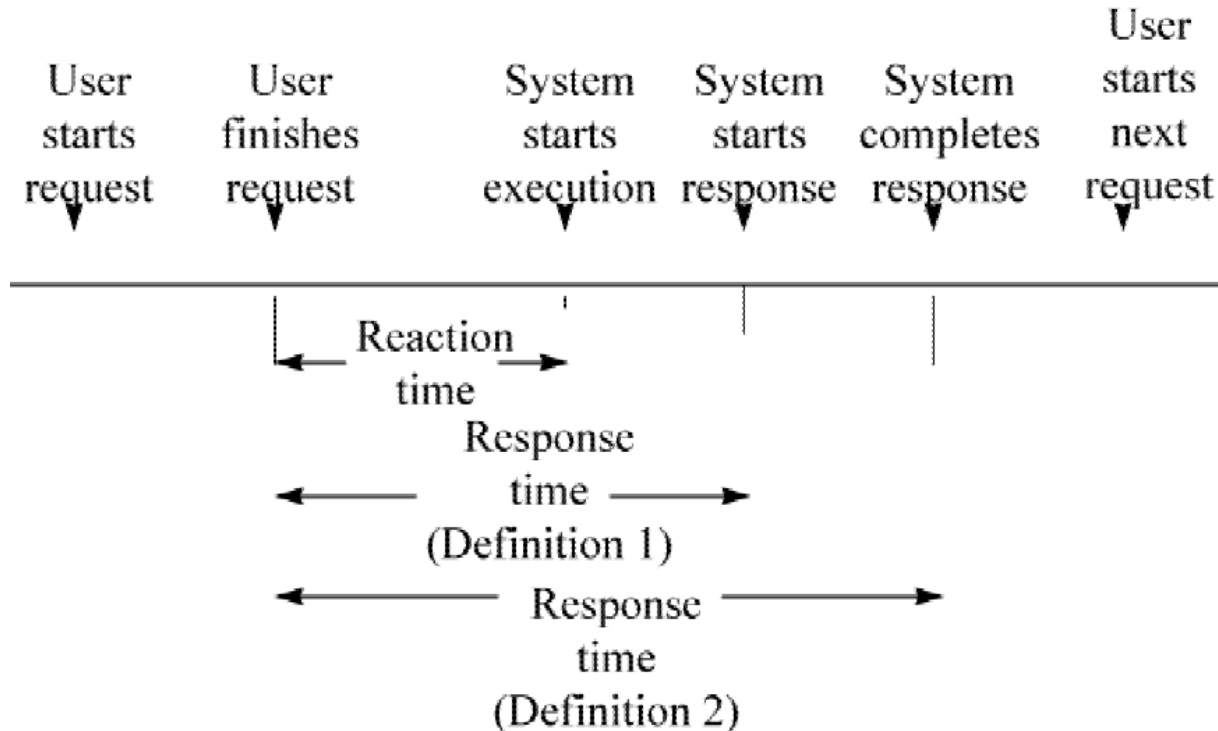 User
starts
request
User
finishes
request
System
starts
execution
System
starts
response
System
completes
response
User
starts
next
request
Reaction
time
Response
time
(Definition 1)
Response
time
(Definition 2)